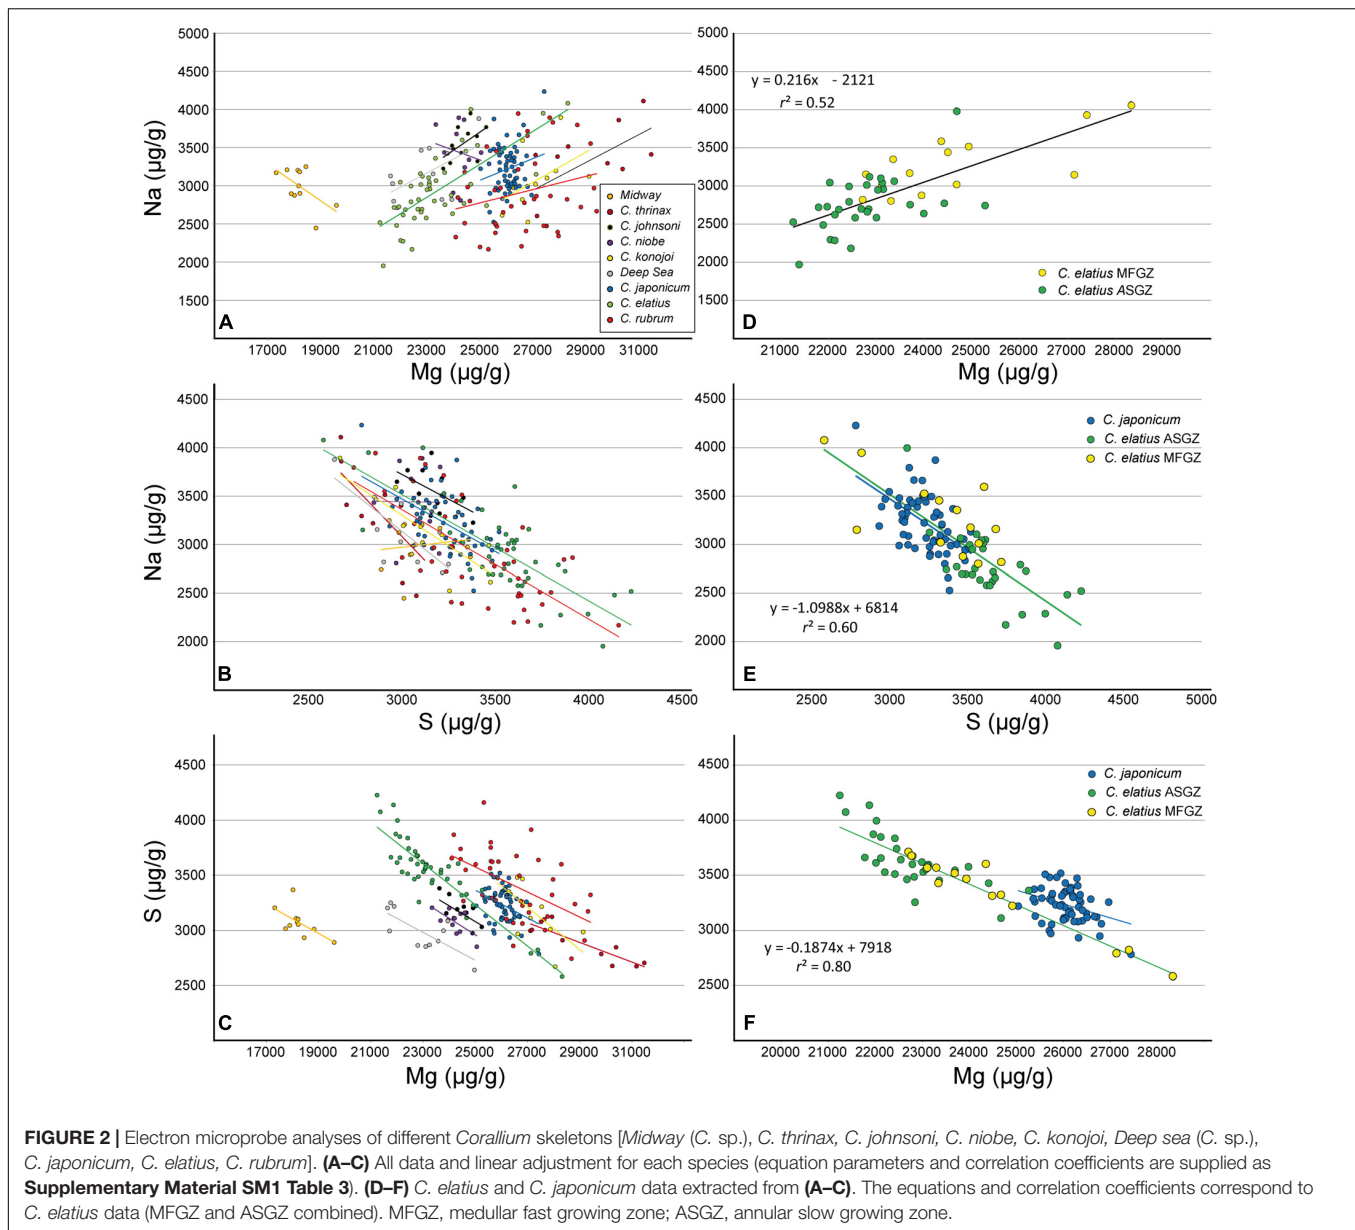 5000
4500
4000
3500
3000
2500
2000
1500
Na (µg/g)
A
Midway
C. thrinax
C. johnsoni
C. niobe
C. konojoi
Deep Sea
C. japonicum
C. elatius
C. rubrum
17000 19000 21000 23000 25000 27000 29000 31000
Mg (µg/g)
5000
4500
4000
3500
3000
2500
2000
1500
y = 0.216x - 2121
r² = 0.52
C. elatius MFGZ
C. elatius ASGZ
D
21000 22000 23000 24000 25000 26000 27000 28000 29000
Mg (µg/g)
4500
4000
3500
3000
2500
2000
Na (µg/g)
B
2500 3000 3500 4000 4500
S (µg/g)
4500
4000
3500
3000
2500
2000
C. japonicum
C. elatius ASGZ
C. elatius MFGZ
y = -1.0988x + 6814
r² = 0.60
E
2500 3000 3500 4000 4500 5000
S (µg/g)
4500
4000
3500
3000
2500
S (µg/g)
C
17000 19000 21000 23000 25000 27000 29000 31000
Mg (µg/g)
4500
4000
3500
3000
2500
C. japonicum
C. elatius ASGZ
C. elatius MFGZ
y = -0.1874x + 7918
r² = 0.80
F
20000 21000 22000 23000 24000 25000 26000 27000 28000
Mg (µg/g)
FIGURE 2 | Electron microprobe analyses of different Corallium skeletons [Midway (C. sp.), C. thrinax, C. johnsoni, C. niobe, C. konojoi, Deep sea (C. sp.),
C. japonicum, C. elatius, C. rubrum]. (A–C) All data and linear adjustment for each species (equation parameters and correlation coefficients are supplied as
Supplementary Material SM1 Table 3). (D–F) C. elatius and C. japonicum data extracted from (A–C). The equations and correlation coefficients correspond to
C. elatius data (MFGZ and ASGZ combined). MFGZ, medullar fast growing zone; ASGZ, annular slow growing zone.